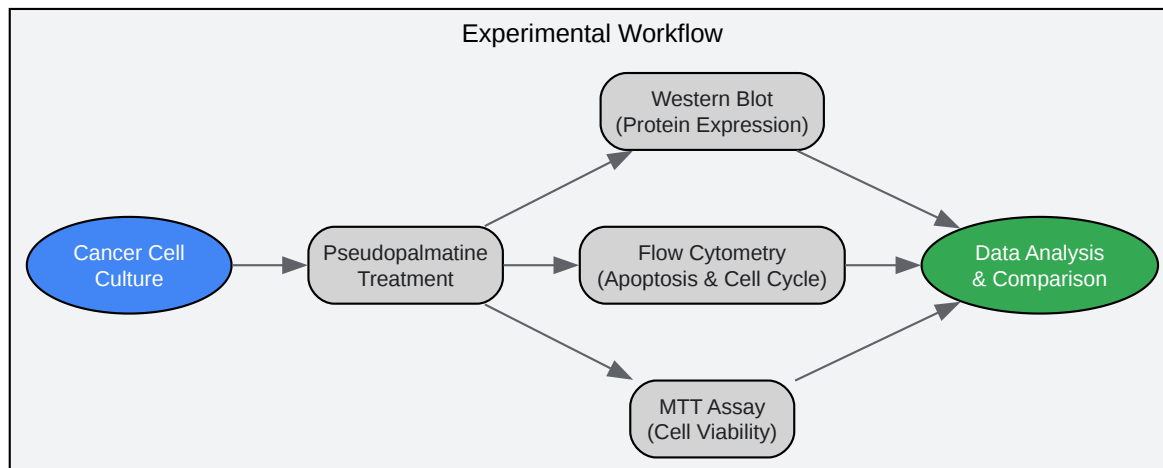 Experimental Workflow
Western Blot
(Protein Expression)
Cancer Cell
Culture
Pseudopalmatine
Treatment
Flow Cytometry
(Apoptosis & Cell Cycle)
Data Analysis
& Comparison
MTT Assay
(Cell Viability)